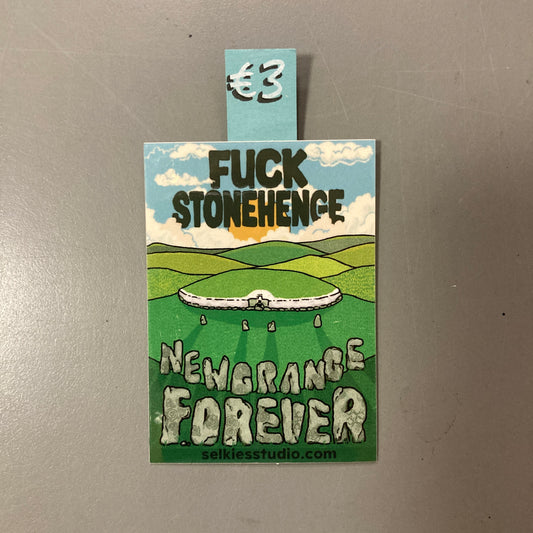 €3
FUCK
STONEHENGE
NEWGRANGE
FOREVER
selkiesstudio.com